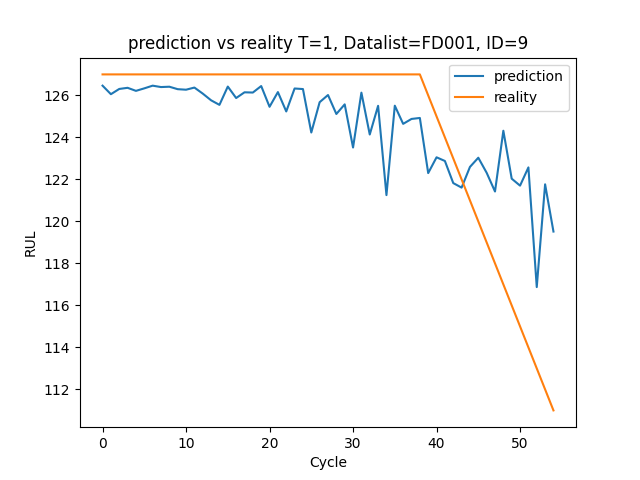 prediction vs reality T=1, Datalist=FD001, ID=9
prediction
reality
126
124
122
120
118
116
114
112
RUL
0 10 20 30 40 50
Cycle